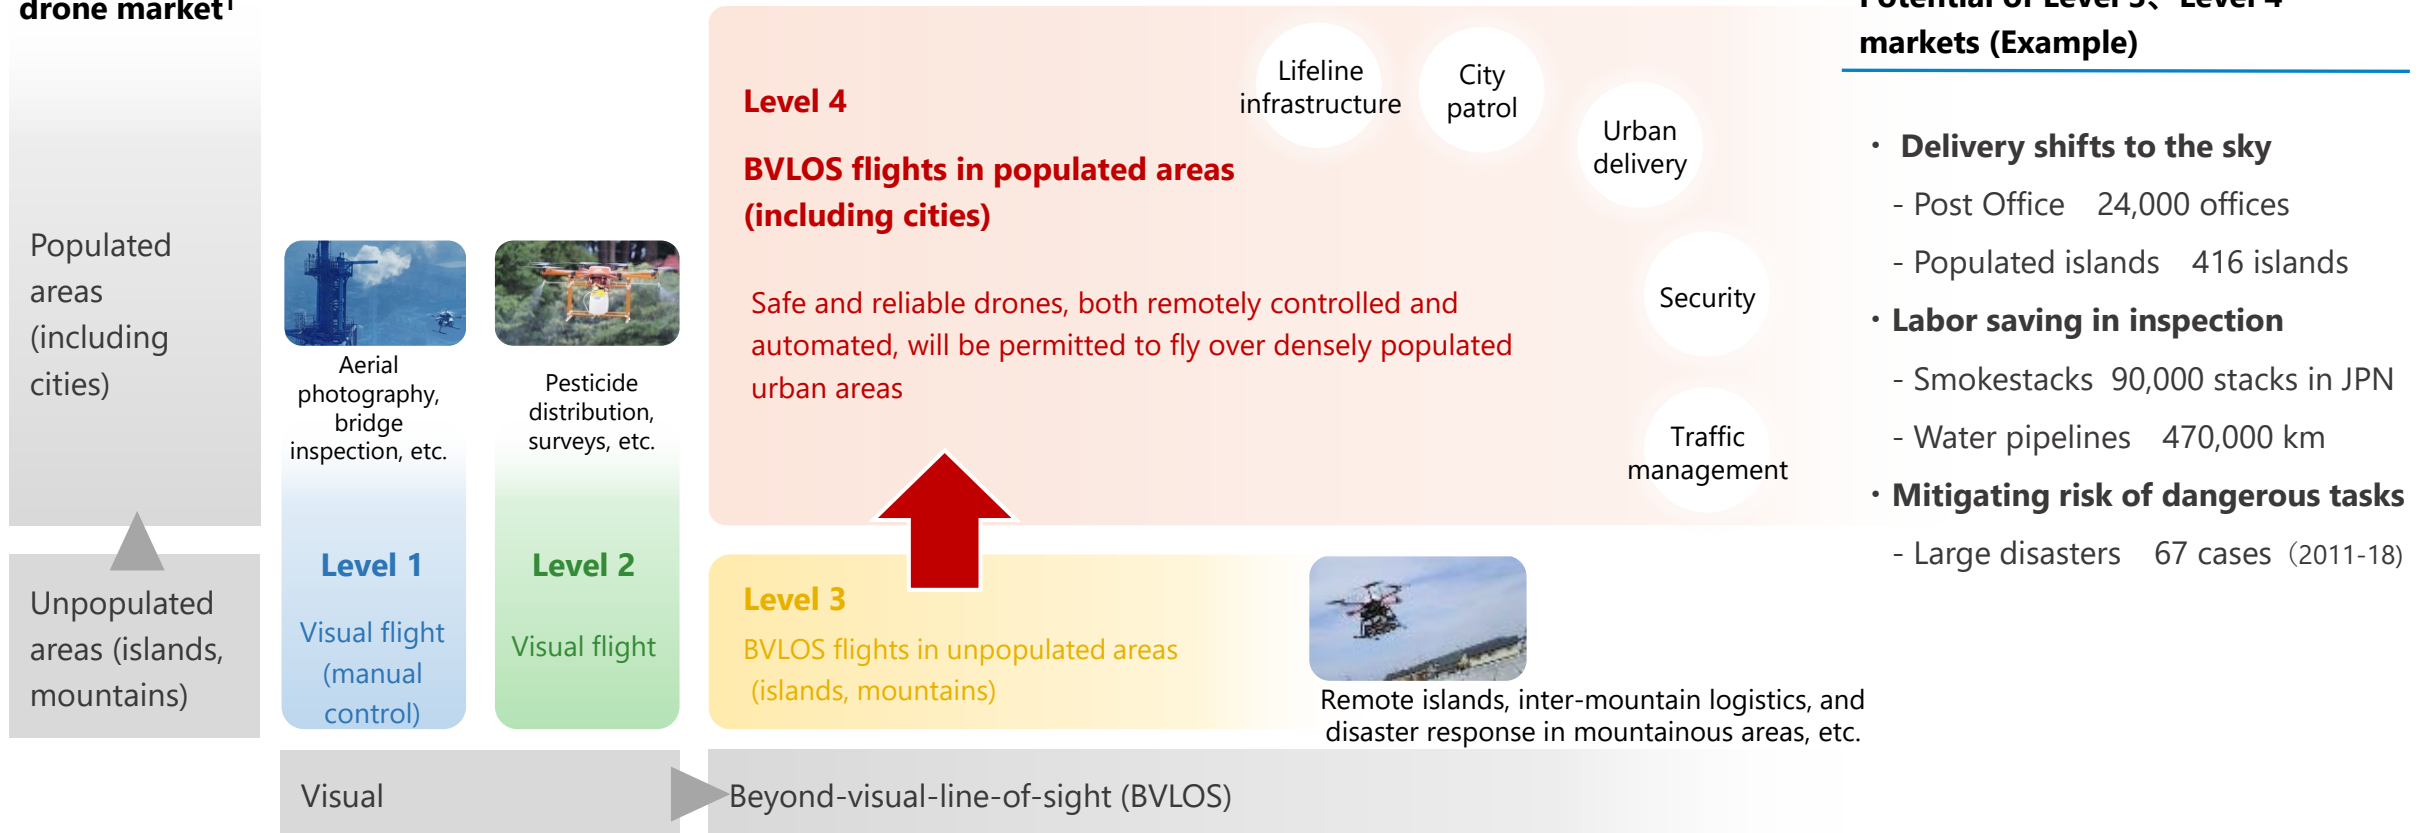 drone market¹
Populated
areas
(including
cities)
Unpopulated
areas (islands,
mountains)
Aerial
photography,
bridge
inspection, etc.
Level 1
Visual flight
(manual
control)
Pesticide
distribution,
surveys, etc.
Level 2
Visual flight
Level 4
BVLOS flights in populated areas
(including cities)
Safe and reliable drones, both remotely controlled and
automated, will be permitted to fly over densely populated
urban areas
Lifeline
infrastructure
City
patrol
Urban
delivery
Security
Traffic
management
Level 3
BVLOS flights in unpopulated areas
(islands, mountains)
Remote islands, inter-mountain logistics, and
disaster response in mountainous areas, etc.
Visual
Beyond-visual-line-of-sight (BVLOS)
Potential of Level 3、Level 4
markets (Example)
・ Delivery shifts to the sky
- Post Office 24,000 offices
- Populated islands 416 islands
・Labor saving in inspection
- Smokestacks 90,000 stacks in JPN
- Water pipelines 470,000 km
・Mitigating risk of dangerous tasks
- Large disasters 67 cases（2011-18)